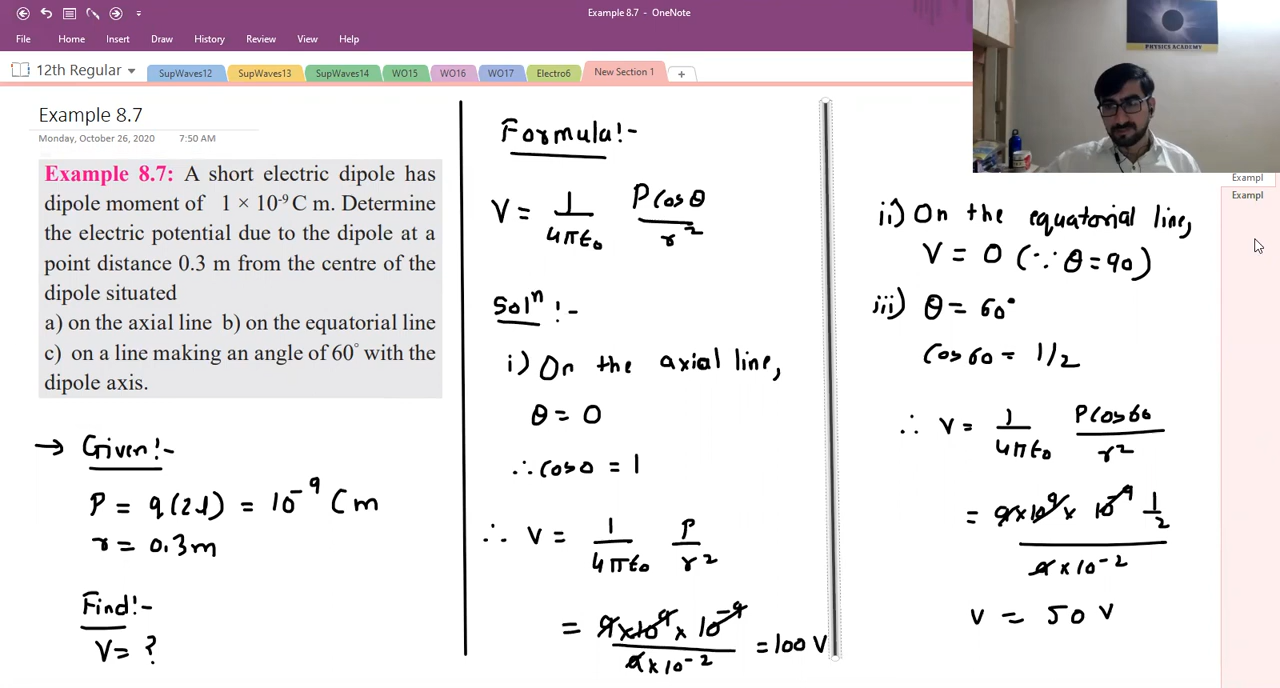 Example 8.7 - OneNote
File Home Insert Draw History Review View Help
12th Regular SupWaves12 SupWaves13 SupWaves14 WO15 WO16 WO17 Electro6 New Section 1 +
PHYSICS ACADEMY
Exampl
Exampl
Example 8.7
Monday, October 26, 2020 7:50 AM
Example 8.7: A short electric dipole has
dipole moment of 1 × 10⁻⁹ C m. Determine
the electric potential due to the dipole at a
point distance 0.3 m from the centre of the
dipole situated
a) on the axial line b) on the equatorial line
c) on a line making an angle of 60° with the
dipole axis.
→ Given!-
P = q(2l) = 10⁻⁹ Cm
r = 0.3m
Find!-
V = ?
Formula!-
V = 1/4πε₀ Pcosθ/r²
Solⁿ!-
i) On the axial line,
θ = 0
∴ cos0 = 1
∴ V = 1/4πε₀ P/r²
= 9×10⁹ × 10⁻⁹ / 9×10⁻² = 100 V
ii) On the equatorial line,
V = 0 (∵ θ = 90)
iii) θ = 60°
cos60 = 1/2
∴ V = 1/4πε₀ Pcos60/r²
= 9×10⁹ × 10⁻⁹ 1/2 / 9×10⁻²
V = 50 V